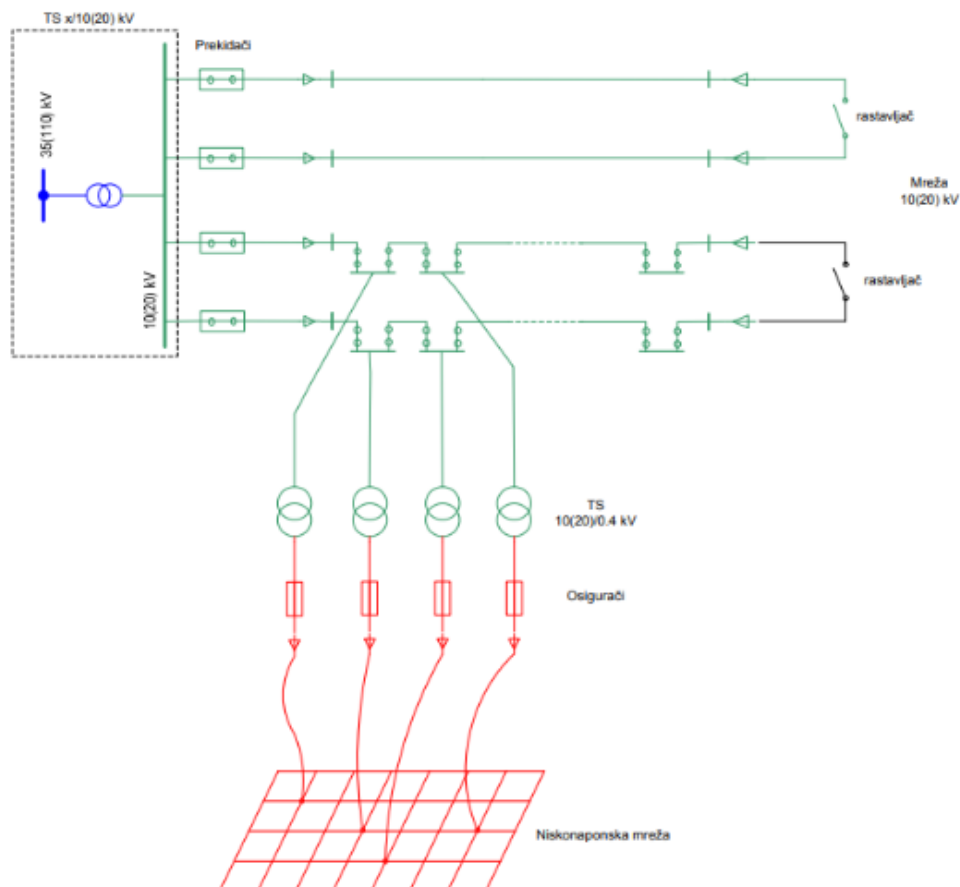 TS x/10(20) kV
Prekidači
35(110) kV
rastavljač
Mreža
10(20) kV
10(20) kV
rastavljač
TS
10(20)/0.4 kV
Osigurači
Niskonaponska mreža